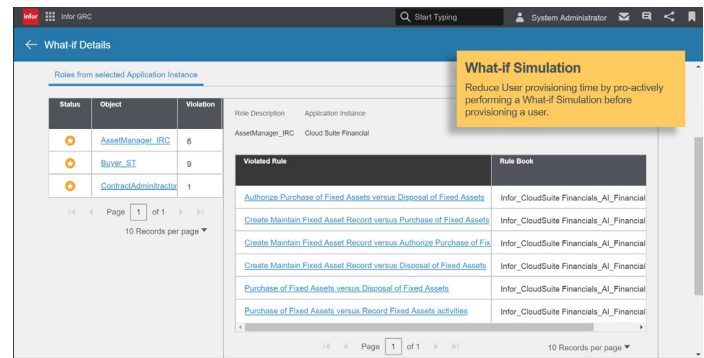 infor Infor GRC Start Typing System Administrator
What-if Details
What-if Simulation
Reduce User provisioning time by pro-actively
performing a What-if Simulation before
provisioning a user.
Roles from selected Application Instance
Status Object Violation
AssetManager_IRC 6
Buyer_ST 9
ContractAdminitractor 1
Page 1 of 1
10 Records per page
Role Description Application Instance
AssetManager_IRC Cloud Suite Financial
Violated Rule Rule Book
Authorize Purchase of Fixed Assets versus Disposal of Fixed Assets Infor_CloudSuite Financials_AI_Financial
Create Maintain Fixed Asset Record versus Purchase of Fixed Assets Infor_CloudSuite Financials_AI_Financial
Create Maintain Fixed Asset Record versus Authorize Purchase of Fix Infor_CloudSuite Financials_AI_Financial
Create Maintain Fixed Asset Record versus Disposal of Fixed Assets Infor_CloudSuite Financials_AI_Financial
Purchase of Fixed Assets versus Disposal of Fixed Assets Infor_CloudSuite Financials_AI_Financial
Purchase of Fixed Assets versus Record Fixed Assets activities Infor_CloudSuite Financials_AI_Financial
Page 1 of 1 10 Records per page